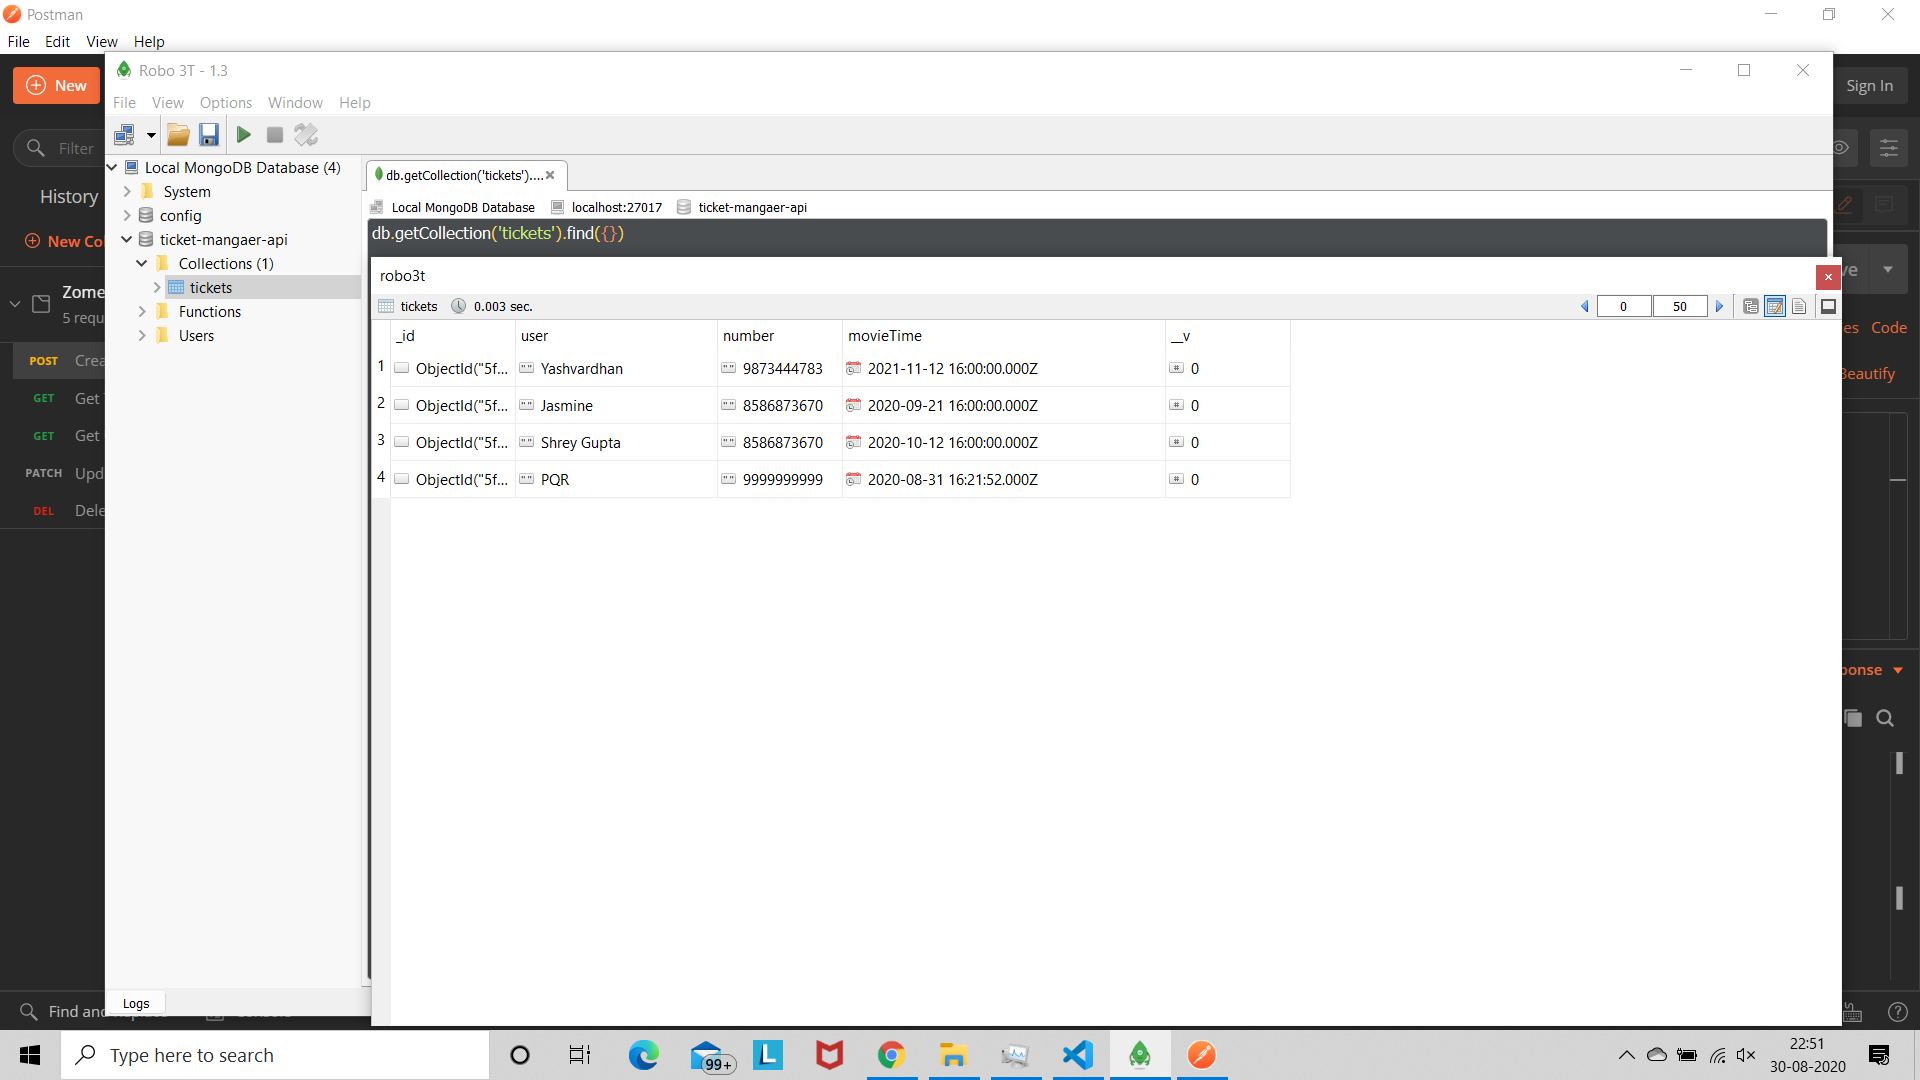 Postman
File Edit View Help
Robo 3T - 1.3
New
Sign In
File View Options Window Help
Filter
Local MongoDB Database (4)
db.getCollection('tickets')....
System
History
Local MongoDB Database localhost:27017 ticket-mangaer-api
config
db.getCollection('tickets').find({})
New Co
ticket-mangaer-api
Collections (1)
robo3t
ve
tickets
Zome
tickets 0.003 sec. 0 50
5 requ
Functions
es Code
Users
_id user number movieTime __v
POST Crea
1 ObjectId("5f... Yashvardhan 9873444783 2021-11-12 16:00:00.000Z 0
Beautify
GET Get
2 ObjectId("5f... Jasmine 8586873670 2020-09-21 16:00:00.000Z 0
GET Get
3 ObjectId("5f... Shrey Gupta 8586873670 2020-10-12 16:00:00.000Z 0
PATCH Upd
4 ObjectId("5f... PQR 9999999999 2020-08-31 16:21:52.000Z 0
DEL Dele
ponse
Logs
Find and
Type here to search
99+
L
22:51
30-08-2020
3